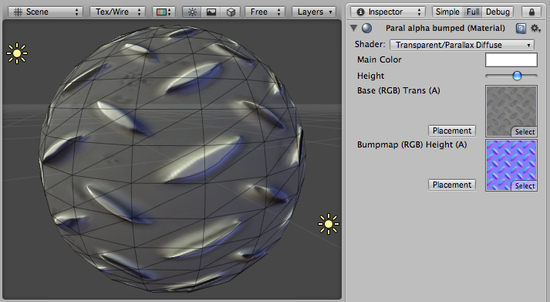 Scene Tex/Wire Free Layers
Inspector Simple Full Debug
Paral alpha bumped (Material)
Shader: Transparent/Parallax Diffuse
Main Color
Height
Base (RGB) Trans (A)
Placement Select
Bumpmap (RGB) Height (A)
Placement Select